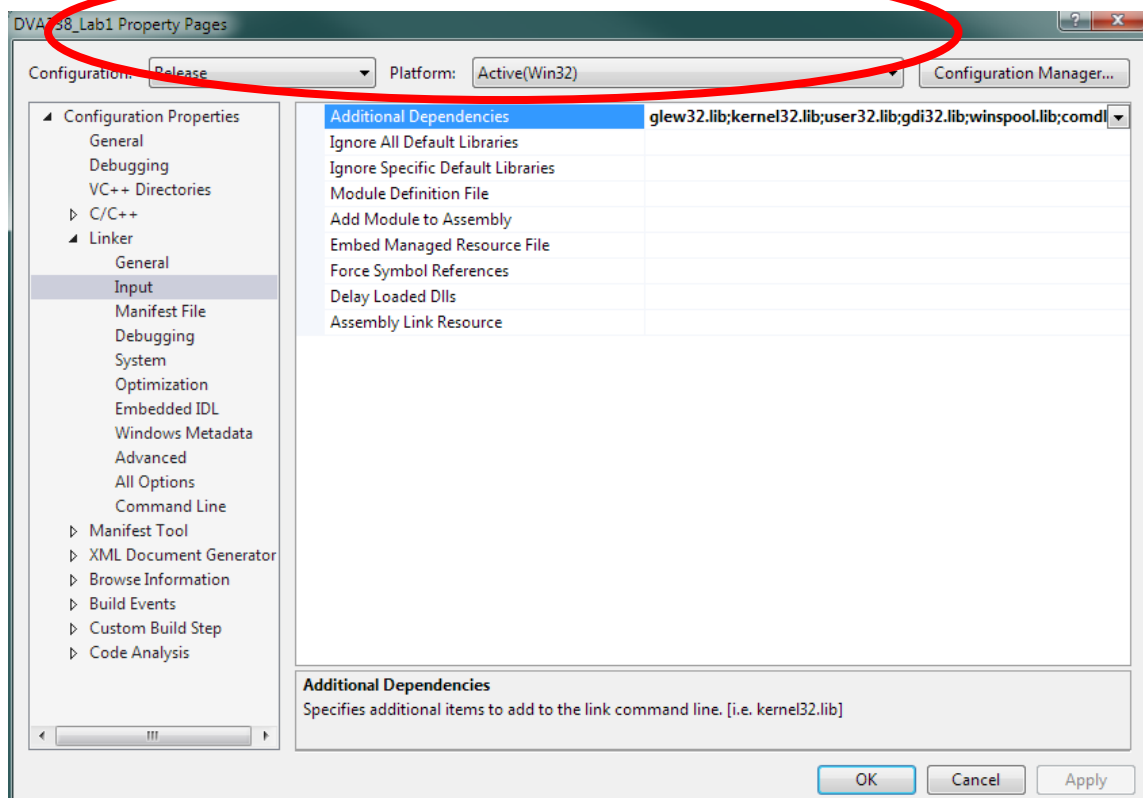 DVA338_Lab1 Property Pages
Configuration: Release Platform: Active(Win32) Configuration Manager...
Configuration Properties
General
Debugging
VC++ Directories
C/C++
Linker
General
Input
Manifest File
Debugging
System
Optimization
Embedded IDL
Windows Metadata
Advanced
All Options
Command Line
Manifest Tool
XML Document Generator
Browse Information
Build Events
Custom Build Step
Code Analysis
Additional Dependencies glew32.lib;kernel32.lib;user32.lib;gdi32.lib;winspool.lib;comdl
Ignore All Default Libraries
Ignore Specific Default Libraries
Module Definition File
Add Module to Assembly
Embed Managed Resource File
Force Symbol References
Delay Loaded Dlls
Assembly Link Resource
Additional Dependencies
Specifies additional items to add to the link command line. [i.e. kernel32.lib]
OK Cancel Apply